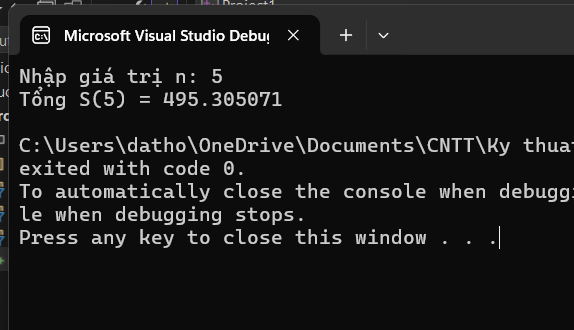 Project1
Microsoft Visual Studio Debu
Nhập giá trị n: 5
Tổng S(5) = 495.305071
C:\Users\datho\OneDrive\Documents\CNTT\Ky thuat
exited with code 0.
To automatically close the console when debuggi
le when debugging stops.
Press any key to close this window . . .